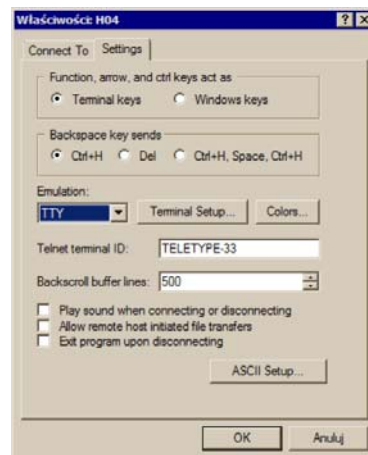 Właściwości: H04
Connect To Settings
Function, arrow, and ctrl keys act as
Terminal keys Windows keys
Backspace key sends
Ctrl+H Del Ctrl+H, Space, Ctrl+H
Emulation:
TTY Terminal Setup... Colors...
Telnet terminal ID: TELETYPE-33
Backscroll buffer lines: 500
Play sound when connecting or disconnecting
Allow remote host initiated file transfers
Exit program upon disconnecting
ASCII Setup...
OK Anuluj